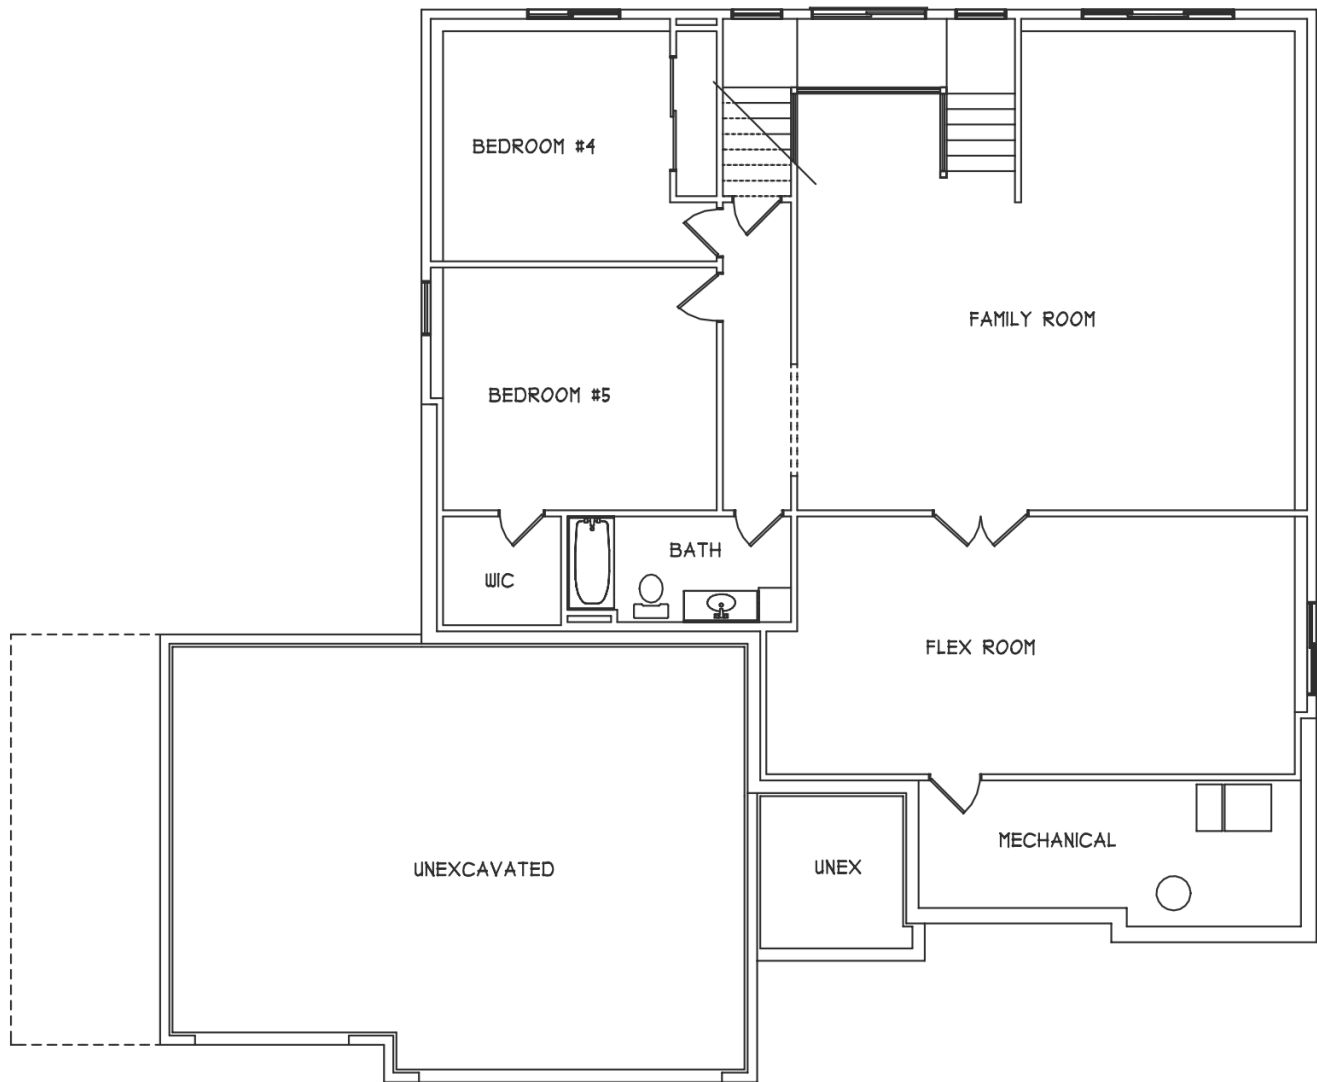 BEDROOM #4
FAMILY ROOM
BEDROOM #5
BATH
WIC
FLEX ROOM
MECHANICAL
UNEX
UNEXCAVATED